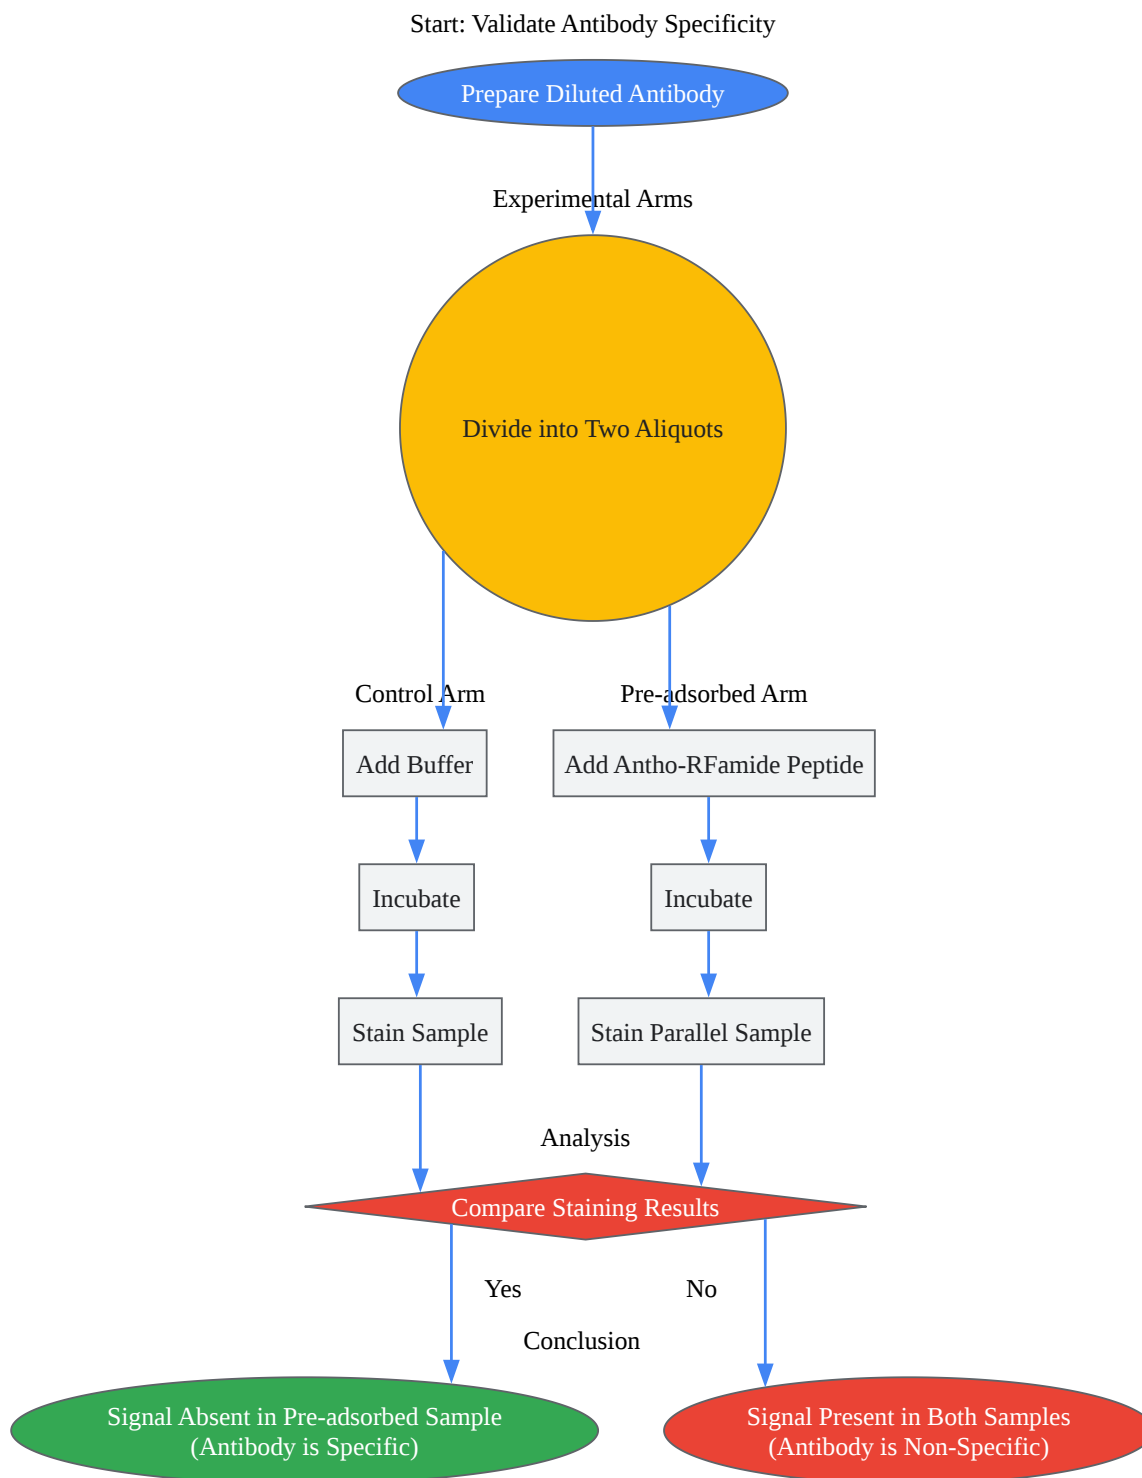 Start: Validate Antibody Specificity
Prepare Diluted Antibody
Experimental Arms
Divide into Two Aliquots
Control Arm
Pre-adsorbed Arm
Add Buffer
Add Antho-RFamide Peptide
Incubate
Incubate
Stain Sample
Stain Parallel Sample
Analysis
Compare Staining Results
Yes
No
Conclusion
Signal Absent in Pre-adsorbed Sample
(Antibody is Specific)
Signal Present in Both Samples
(Antibody is Non-Specific)